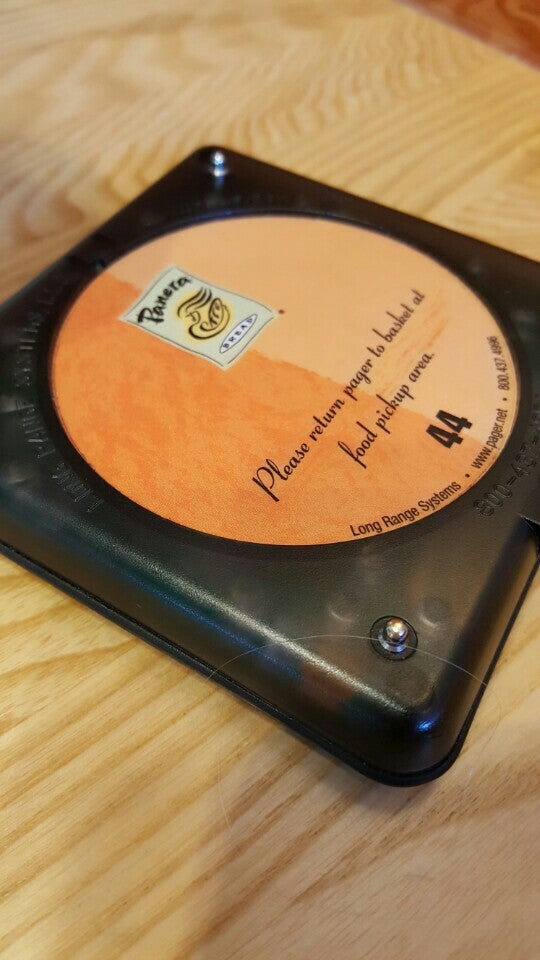 Panera
BREAD
Please return pager to basket at
food pickup area.
44
Long Range Systems • www.pager.net • 800.437.4996